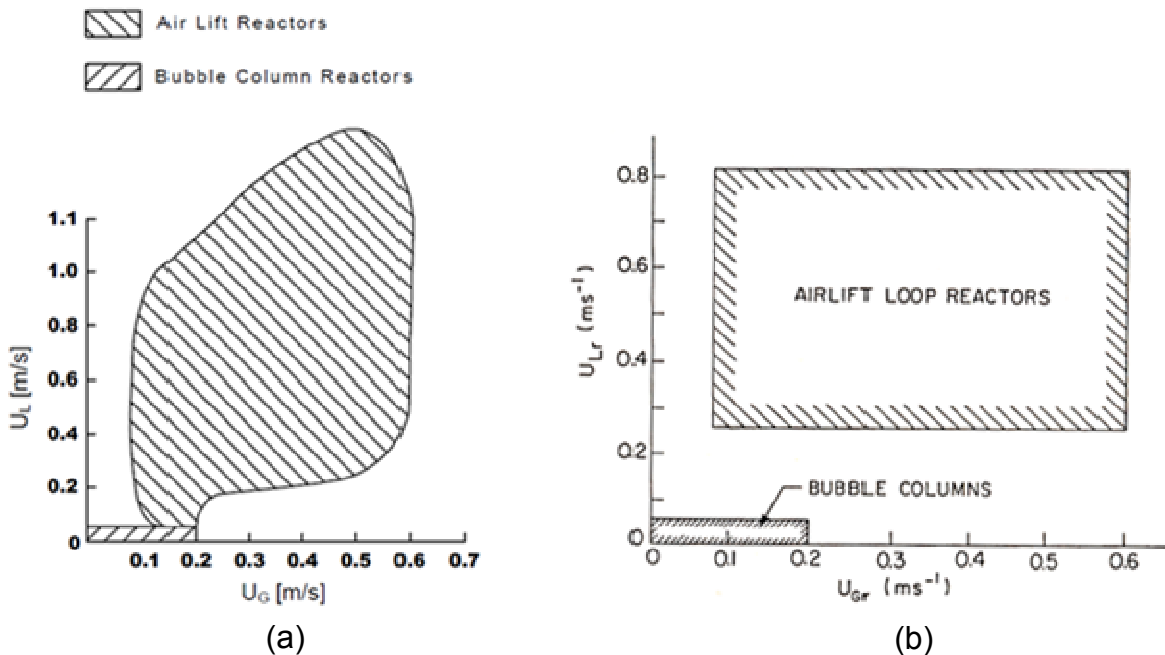 Air Lift Reactors
Bubble Column Reactors
1.1
1.0
0.8
0.6
0.4
0.2
0
U_L [m/s]
0.1 0.2 0.3 0.4 0.5 0.6 0.7
U_G [m/s]
(a)
0.8
0.6
0.4
0.2
0
U_Lr (ms⁻¹)
AIRLIFT LOOP REACTORS
BUBBLE COLUMNS
0 0.1 0.2 0.3 0.4 0.5 0.6
U_Gr (ms⁻¹)
(b)